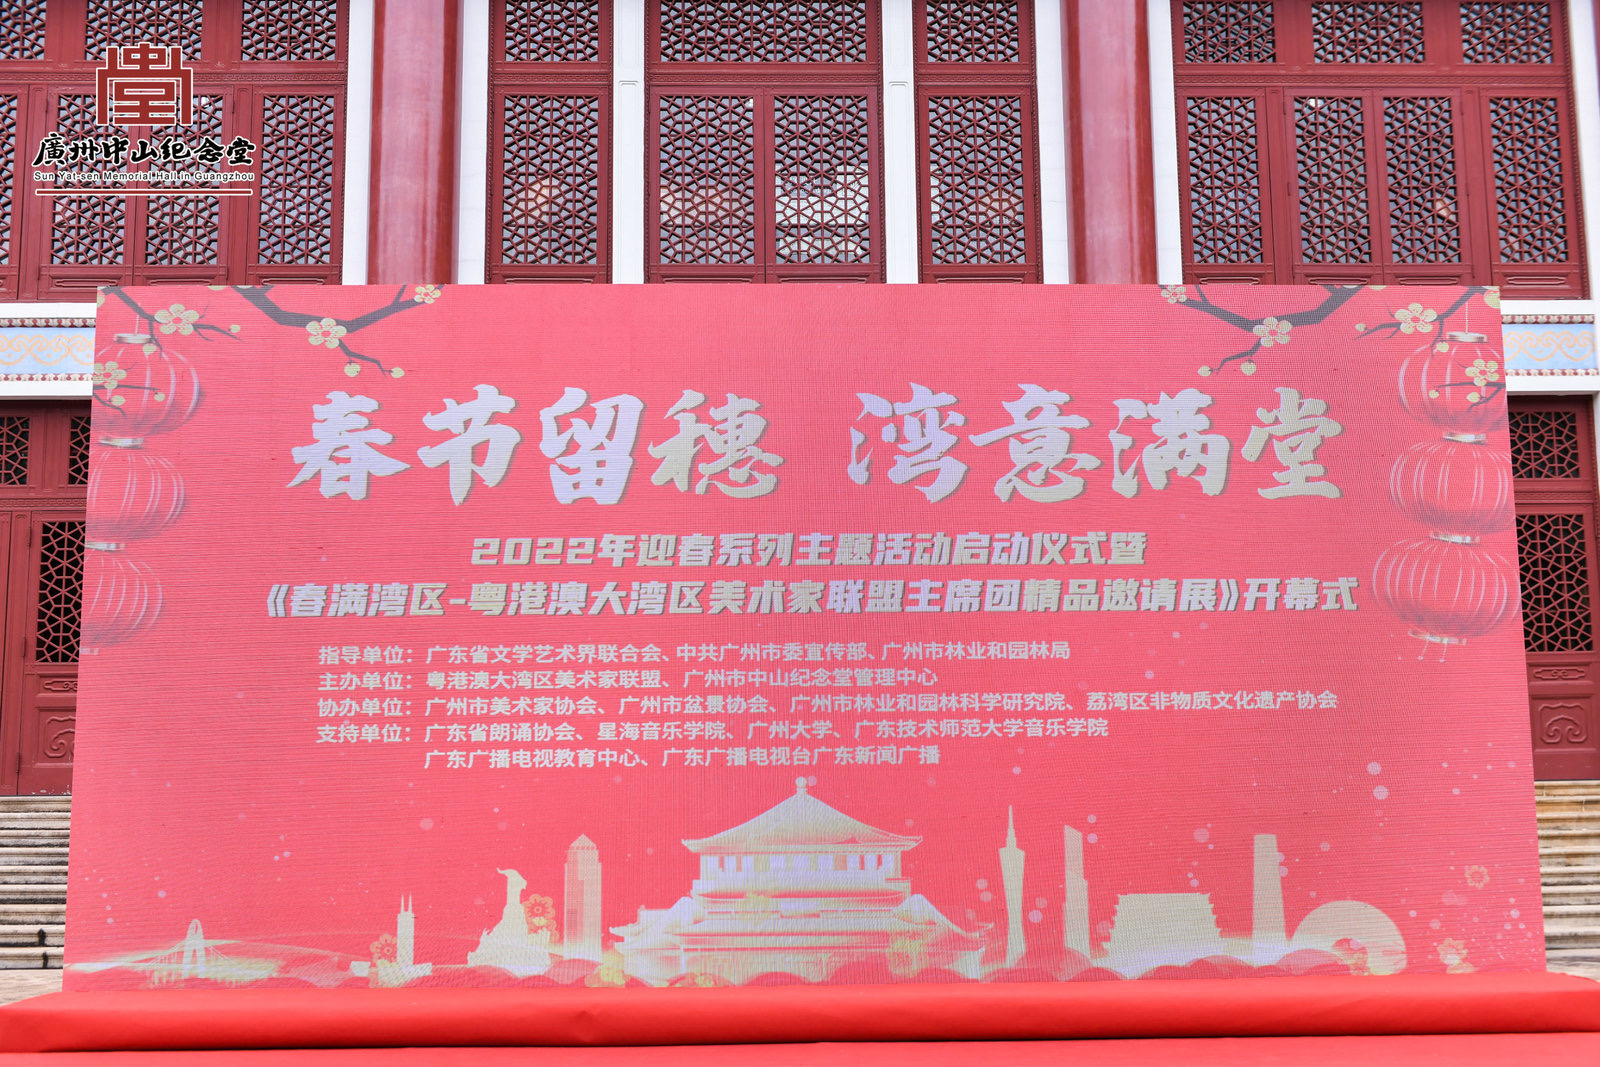 廣州中山纪念堂
Sun Yat-sen Memorial Hall in Guangzhou
春节留穗 湾意满堂
2022年迎春系列主题活动启动仪式暨
《春满湾区-粤港澳大湾区美术家联盟主席团精品邀请展》开幕式
指导单位：广东省文学艺术界联合会、中共广州市委宣传部、广州市林业和园林局
主办单位：粤港澳大湾区美术家联盟、广州市中山纪念堂管理中心
协办单位：广州市美术家协会、广州市盆景协会、广州市林业和园林科学研究院、荔湾区非物质文化遗产协会
支持单位：广东省朗诵协会、星海音乐学院、广州大学、广东技术师范大学音乐学院
广东广播电视教育中心、广东广播电视台广东新闻广播